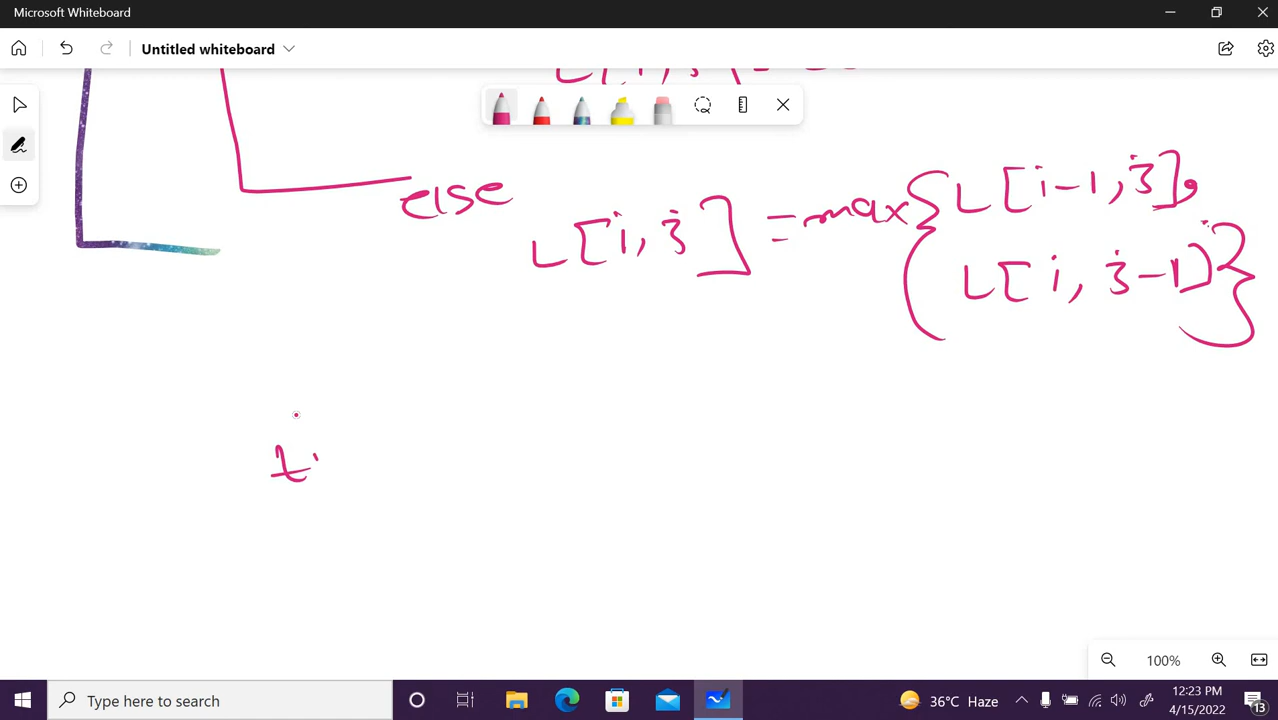 Microsoft Whiteboard
Untitled whiteboard
else
L[i,j] = max{L[i-1,j],
L[i, j-1]}
t
100%
Type here to search
36°C Haze
12:23 PM
4/15/2022
13